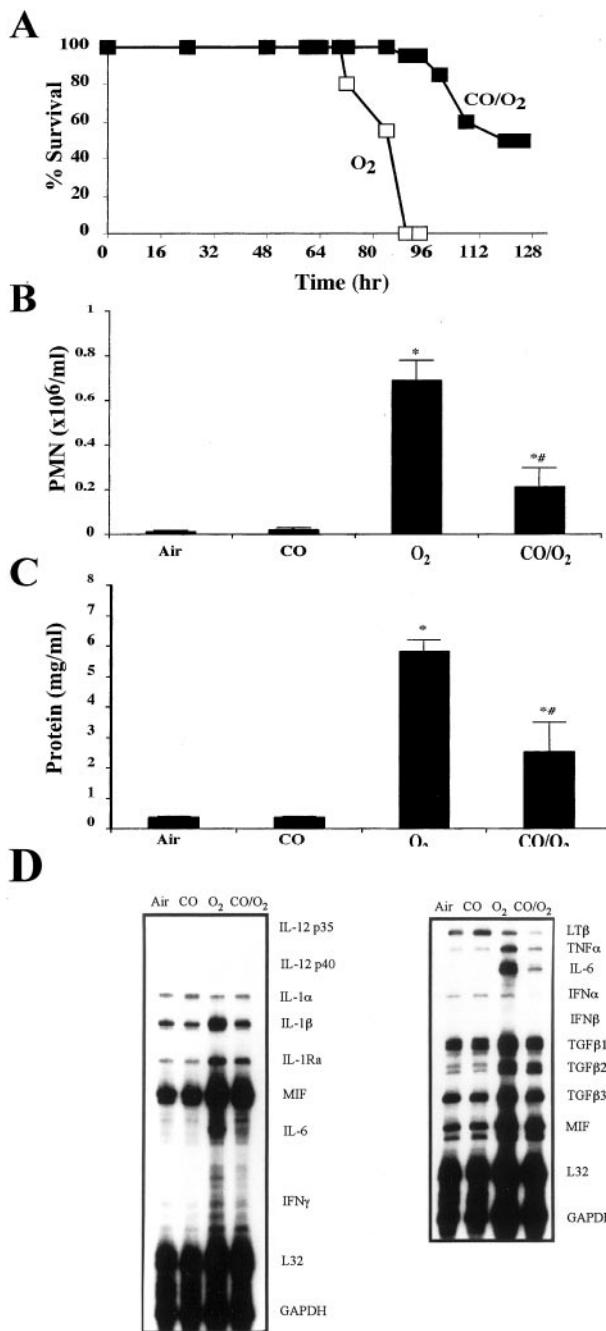 A
100
80
60
40
20
0
% Survival
CO/O2
O2
0 16 32 48 64 80 96 112 128
Time (hr)
B
1
0.8
0.6
0.4
0.2
0
PMN (x10⁶/ml)
*
*#
Air CO O2 CO/O2
C
8
7
6
5
4
3
2
1
0
Protein (mg/ml)
*
*#
Air CO O2 CO/O2
D
Air CO O2 CO/O2
IL-12 p35
IL-12 p40
IL-1α
IL-1β
IL-1Ra
MIF
IL-6
IFNγ
L32
GAPDH
Air CO O2 CO/O2
LTβ
TNFα
IL-6
IFNα
IFNβ
TGFβ1
TGFβ2
TGFβ3
MIF
L32
GAPDH